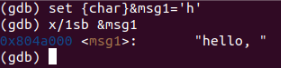 (gdb) set {char}&msg1='h'
(gdb) x/1sb &msg1
0x804a000 <msg1>:	"hello, "
(gdb)